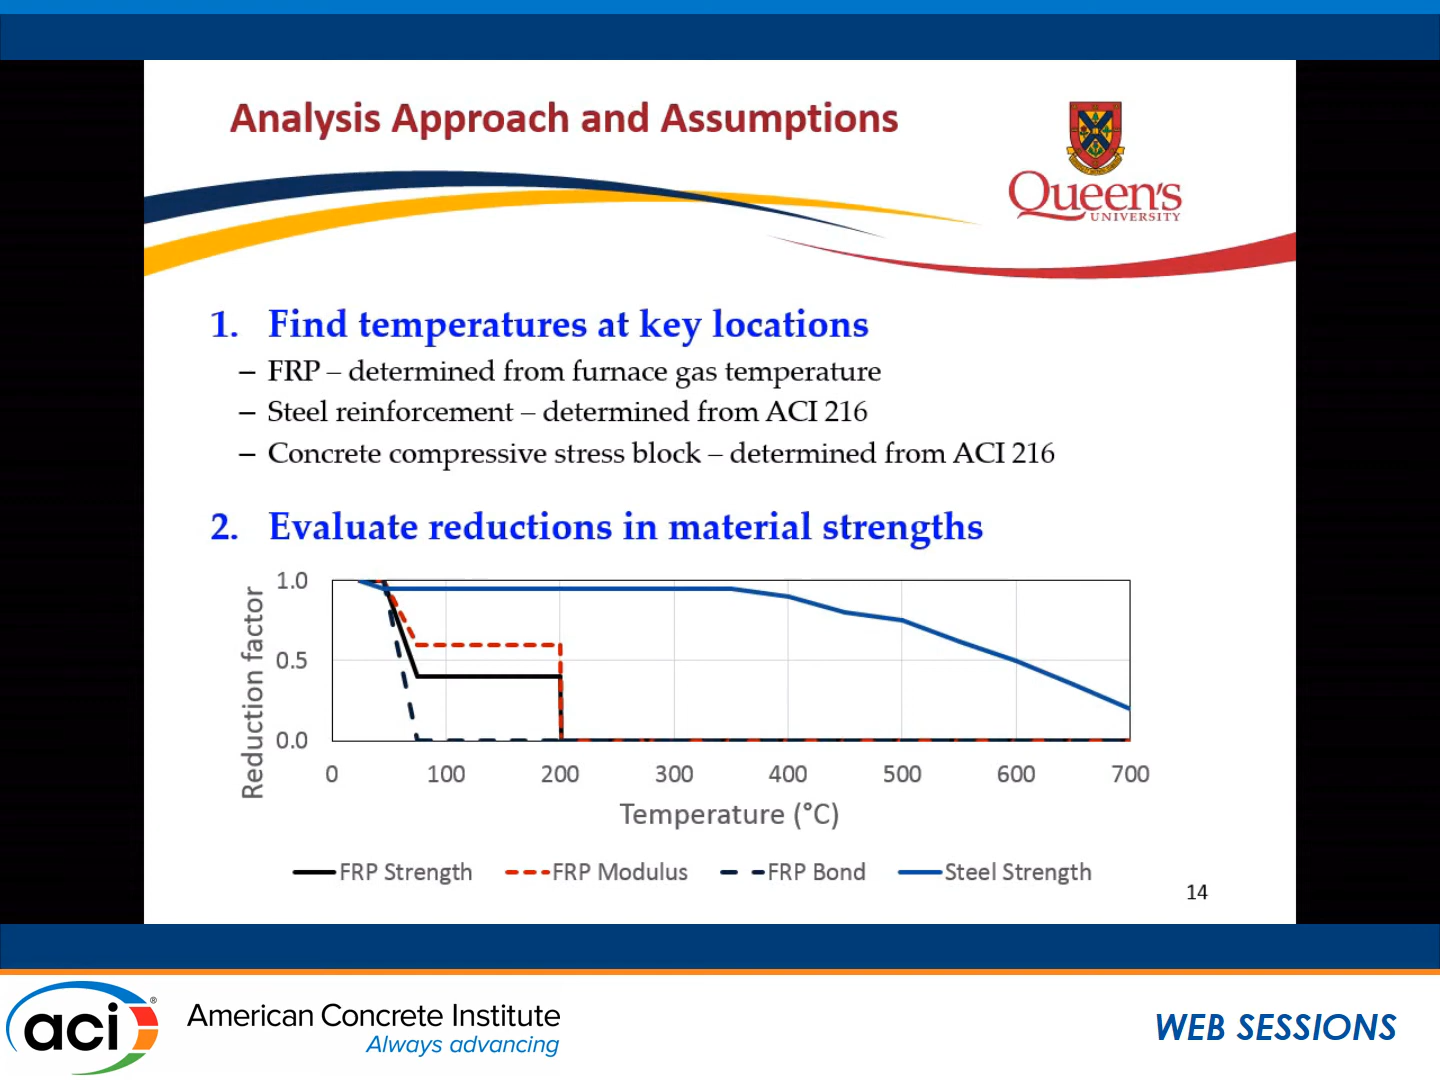 Analysis Approach and Assumptions
Queen's
UNIVERSITY
1. Find temperatures at key locations
– FRP – determined from furnace gas temperature
– Steel reinforcement – determined from ACI 216
– Concrete compressive stress block – determined from ACI 216
2. Evaluate reductions in material strengths
Reduction factor
1.0
0.5
0.0
0 100 200 300 400 500 600 700
Temperature (°C)
FRP Strength FRP Modulus FRP Bond Steel Strength
14
aci®
American Concrete Institute
Always advancing
WEB SESSIONS